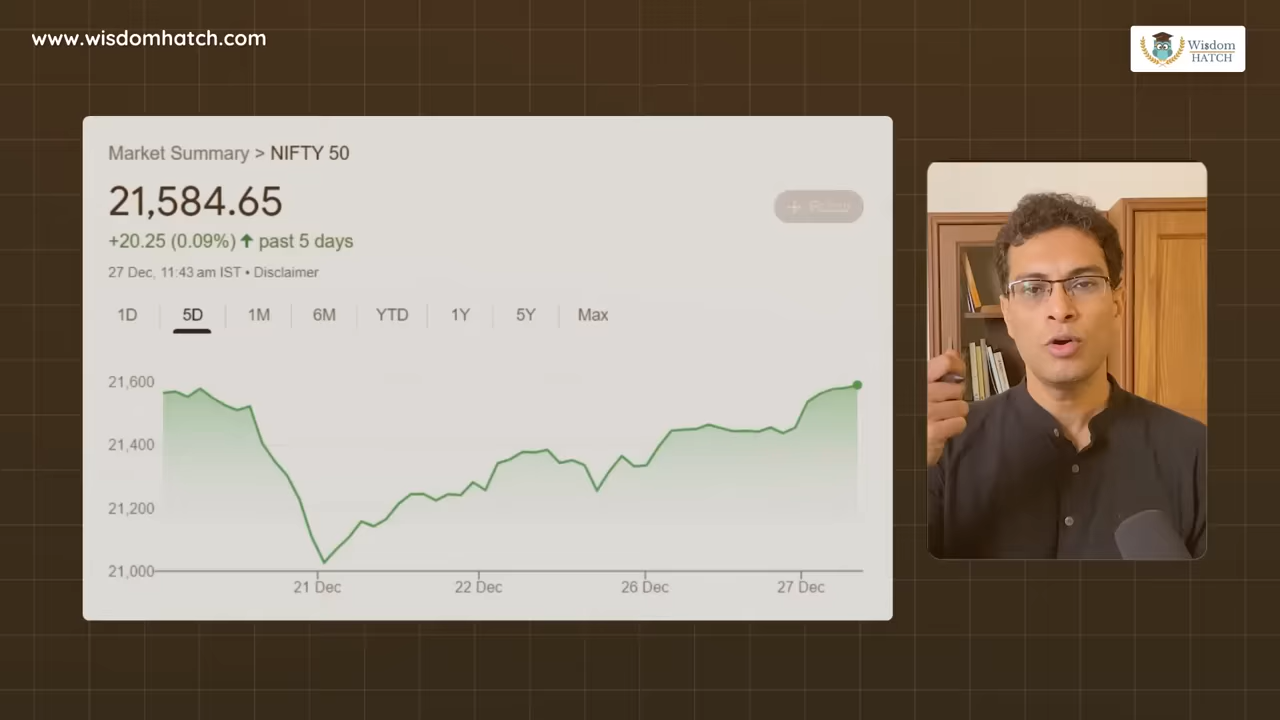 www.wisdomhatch.com
Wisdom
HATCH
Market Summary > NIFTY 50
21,584.65
+20.25 (0.09%) ↑ past 5 days
27 Dec, 11:43 am IST • Disclaimer
1D 5D 1M 6M YTD 1Y 5Y Max
21,600
21,400
21,200
21,000
21 Dec 22 Dec 26 Dec 27 Dec